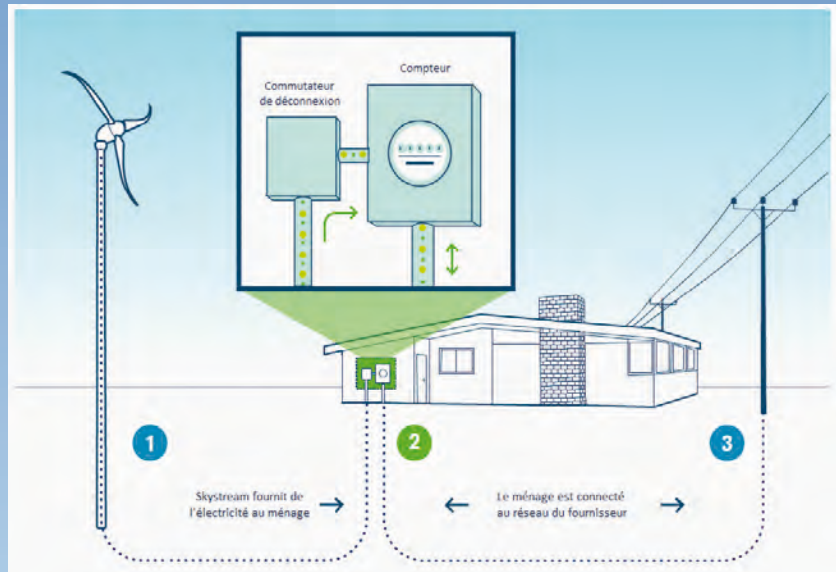 Compteur
Commutateur
de déconnexion
1
2
3
Skystream fournit de
l'électricité au ménage
Le ménage est connecté
au réseau du fournisseur